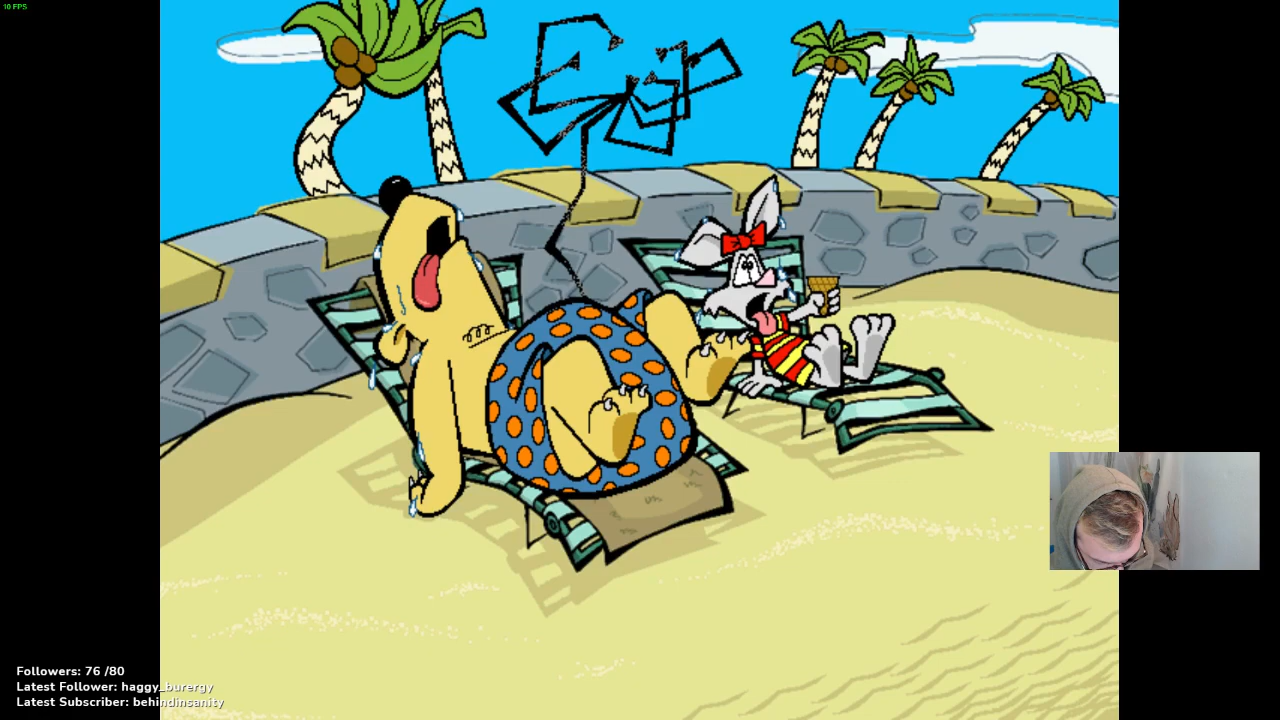 10 FPS
Followers: 76 /80
Latest Follower: haggy_burergy
Latest Subscriber: behindinsanity